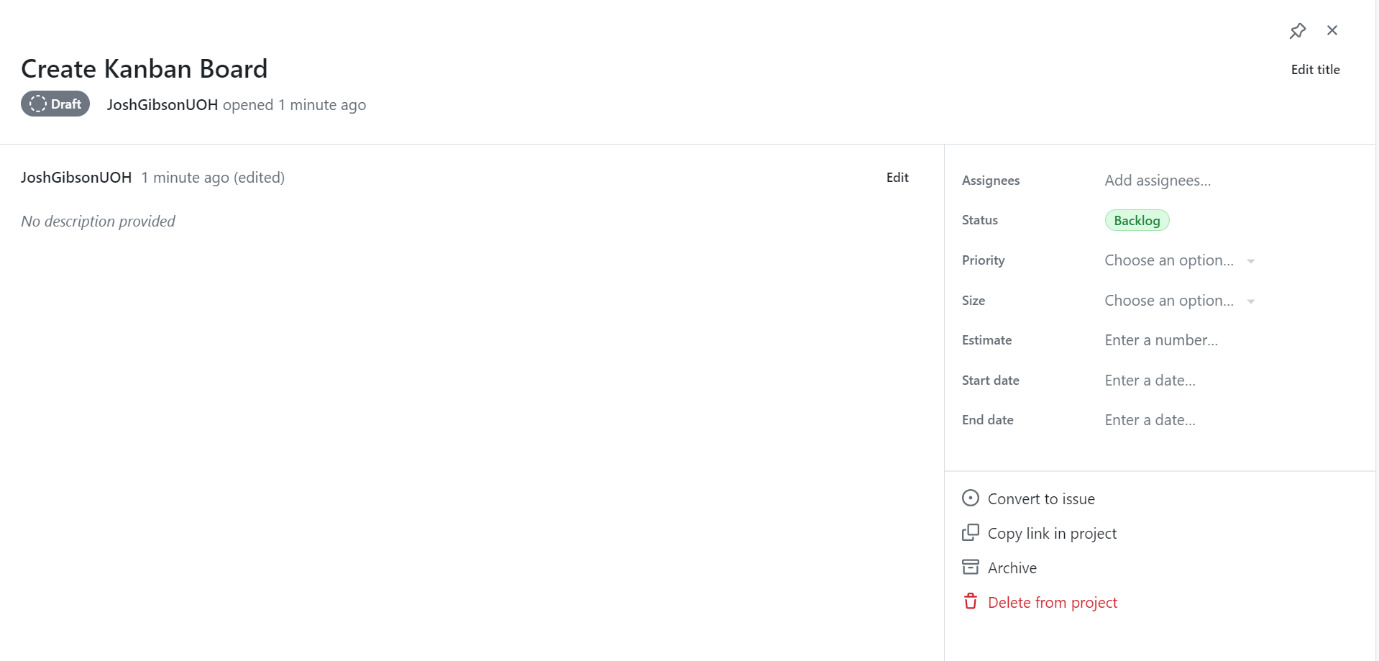 Create Kanban Board
Edit title
Draft JoshGibsonUOH opened 1 minute ago
JoshGibsonUOH 1 minute ago (edited)
Edit
No description provided
Assignees Add assignees...
Status Backlog
Priority Choose an option...
Size Choose an option...
Estimate Enter a number...
Start date Enter a date...
End date Enter a date...
Convert to issue
Copy link in project
Archive
Delete from project